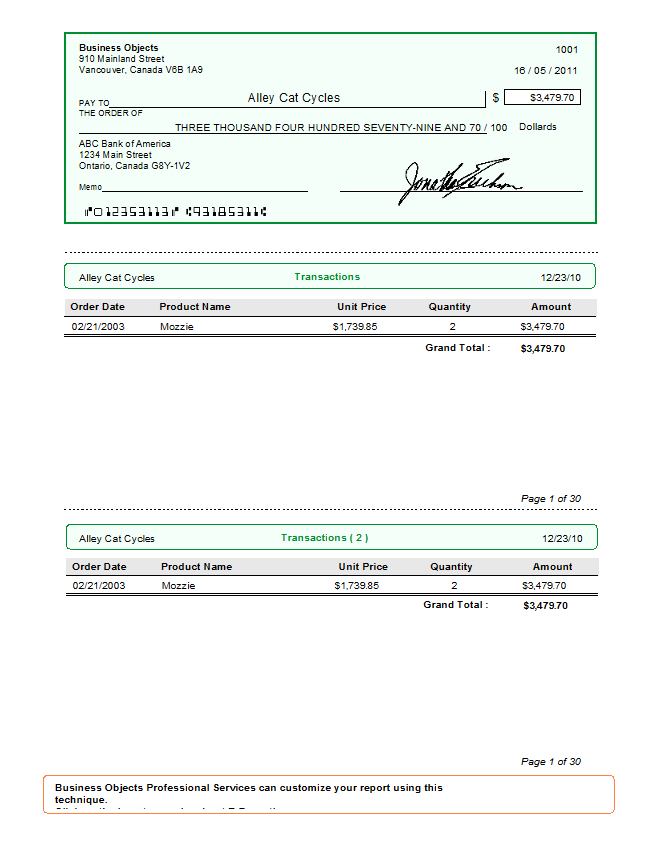 Business Objects
1001
910 Mainland Street
Vancouver, Canada V6B 1A9
16 / 05 / 2011
PAY TO Alley Cat Cycles $ $3,479.70
THE ORDER OF
THREE THOUSAND FOUR HUNDRED SEVENTY-NINE AND 70 / 100 Dollards
ABC Bank of America
1234 Main Street
Ontario, Canada G8Y-1V2
Memo
⑈012353113⑈ ⑆93185311⑆
Alley Cat Cycles Transactions 12/23/10
Order Date Product Name Unit Price Quantity Amount
02/21/2003 Mozzie $1,739.85 2 $3,479.70
Grand Total : $3,479.70
Page 1 of 30
Alley Cat Cycles Transactions ( 2 ) 12/23/10
Order Date Product Name Unit Price Quantity Amount
02/21/2003 Mozzie $1,739.85 2 $3,479.70
Grand Total : $3,479.70
Page 1 of 30
Business Objects Professional Services can customize your report using this
technique.